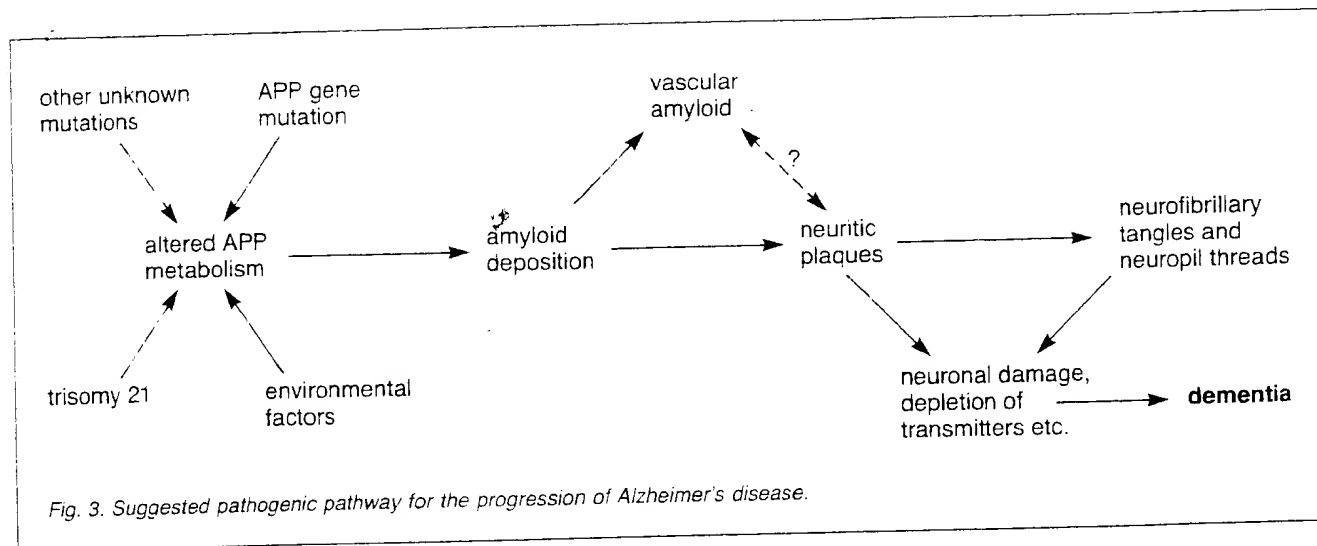 other unknown
mutations
APP gene
mutation
vascular
amyloid
?
altered APP
metabolism
amyloid
deposition
neuritic
plaques
neurofibrillary
tangles and
neuropil threads
trisomy 21
environmental
factors
neuronal damage,
depletion of
transmitters etc.
dementia
Fig. 3. Suggested pathogenic pathway for the progression of Alzheimer's disease.